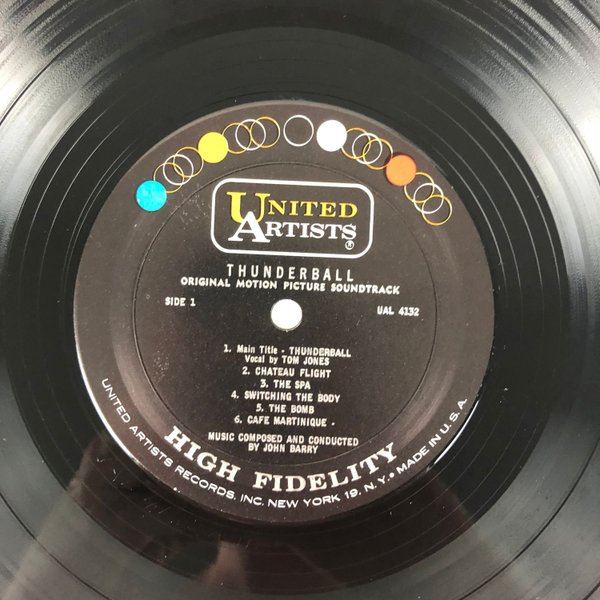 UNITED
ARTISTS
®
THUNDERBALL
ORIGINAL MOTION PICTURE SOUNDTRACK
SIDE 1
UAL 4132
1. Main Title - THUNDERBALL
Vocal by TOM JONES
2. CHATEAU FLIGHT
3. THE SPA
4. SWITCHING THE BODY
5. THE BOMB
6. CAFE MARTINIQUE -
MUSIC COMPOSED AND CONDUCTED
BY JOHN BARRY
HIGH FIDELITY
UNITED ARTISTS RECORDS, INC. NEW YORK 19, N.Y. • MADE IN U.S.A.